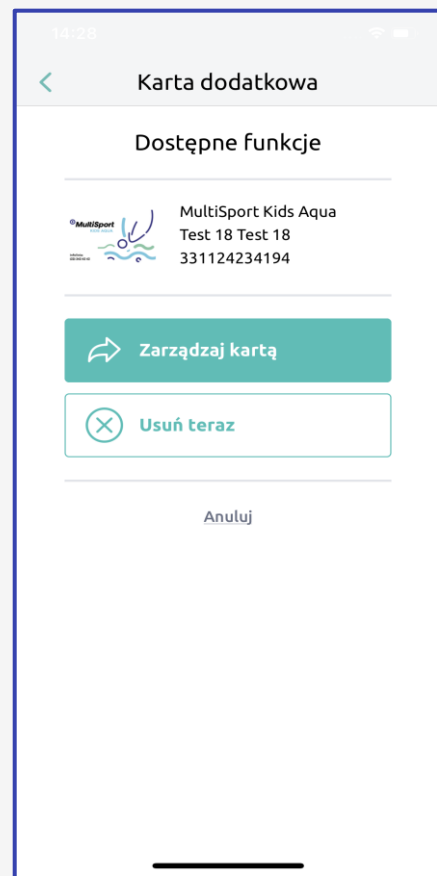 14:28
Karta dodatkowa
Dostępne funkcje
MultiSport
MultiSport Kids Aqua
Test 18 Test 18
331124234194
Zarządzaj kartą
Usuń teraz
Anuluj